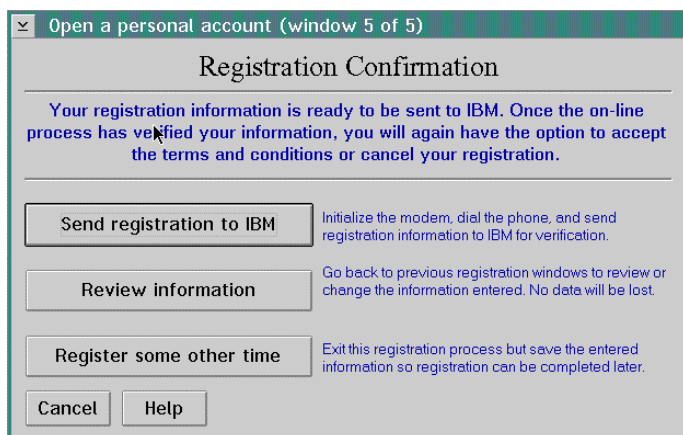 Open a personal account (window 5 of 5)
Registration Confirmation
Your registration information is ready to be sent to IBM. Once the on-line
process has verified your information, you will again have the option to accept
the terms and conditions or cancel your registration.
Send registration to IBM
Initialize the modem, dial the phone, and send
registration information to IBM for verification.
Review information
Go back to previous registration windows to review or
change the information entered. No data will be lost.
Register some other time
Exit this registration process but save the entered
information so registration can be completed later.
Cancel Help